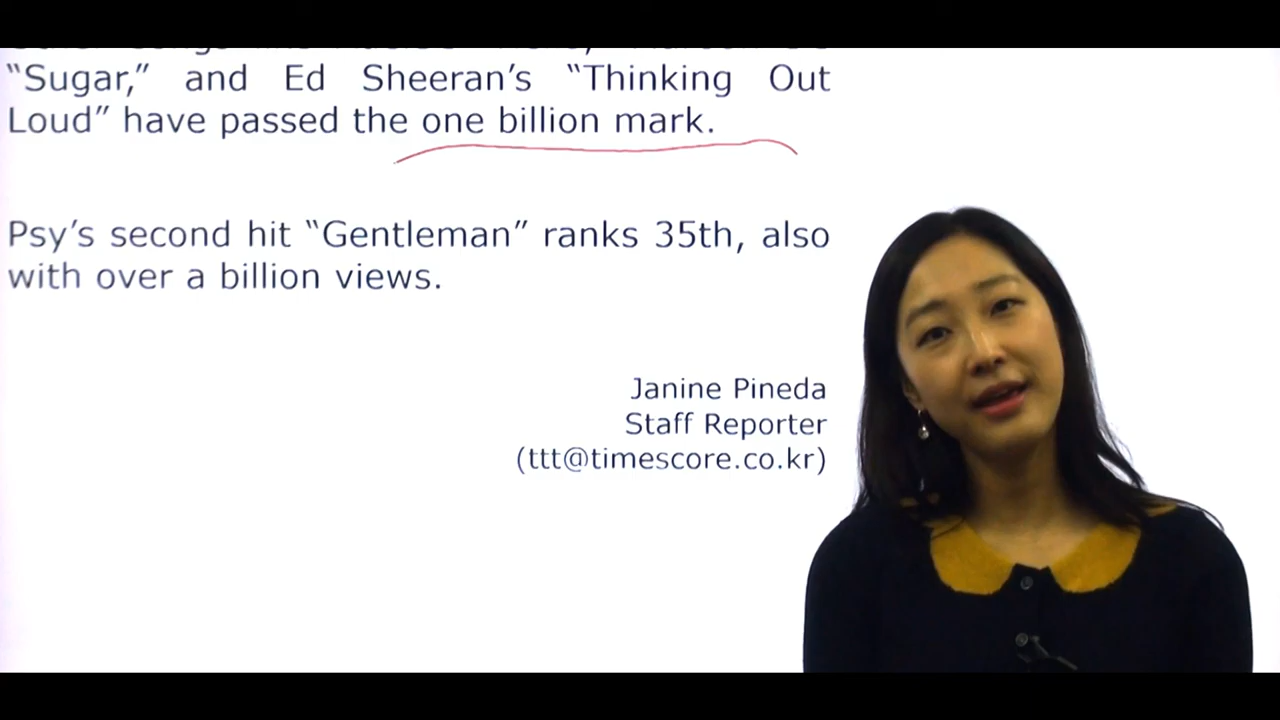 “Sugar,” and Ed Sheeran’s “Thinking Out
Loud” have passed the one billion mark.
Psy’s second hit “Gentleman” ranks 35th, also
with over a billion views.
Janine Pineda
Staff Reporter
(ttt@timescore.co.kr)